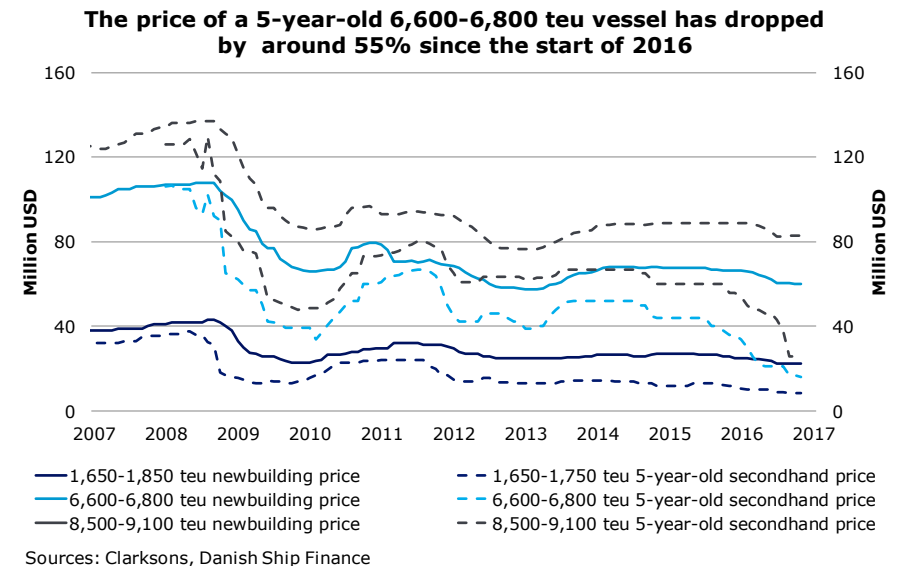 The price of a 5-year-old 6,600-6,800 teu vessel has dropped
by around 55% since the start of 2016
160 160
120 120
80 80
40 40
0 0
Million USD
Million USD
2007 2008 2009 2010 2011 2012 2013 2014 2015 2016 2017
1,650-1,850 teu newbuilding price 1,650-1,750 teu 5-year-old secondhand price
6,600-6,800 teu newbuilding price 6,600-6,800 teu 5-year-old secondhand price
8,500-9,100 teu newbuilding price 8,500-9,100 teu 5-year-old secondhand price
Sources: Clarksons, Danish Ship Finance